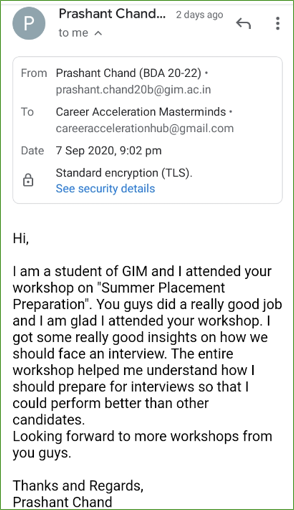 P
Prashant Chand... 2 days ago
to me
From Prashant Chand (BDA 20-22) •
prashant.chand20b@gim.ac.in
To Career Acceleration Masterminds •
careeraccelerationhub@gmail.com
Date 7 Sep 2020, 9:02 pm
Standard encryption (TLS).
See security details
Hi,
I am a student of GIM and I attended your
workshop on "Summer Placement
Preparation". You guys did a really good job
and I am glad I attended your workshop. I
got some really good insights on how we
should face an interview. The entire
workshop helped me understand how I
should prepare for interviews so that I
could perform better than other
candidates.
Looking forward to more workshops from
you guys.
Thanks and Regards,
Prashant Chand